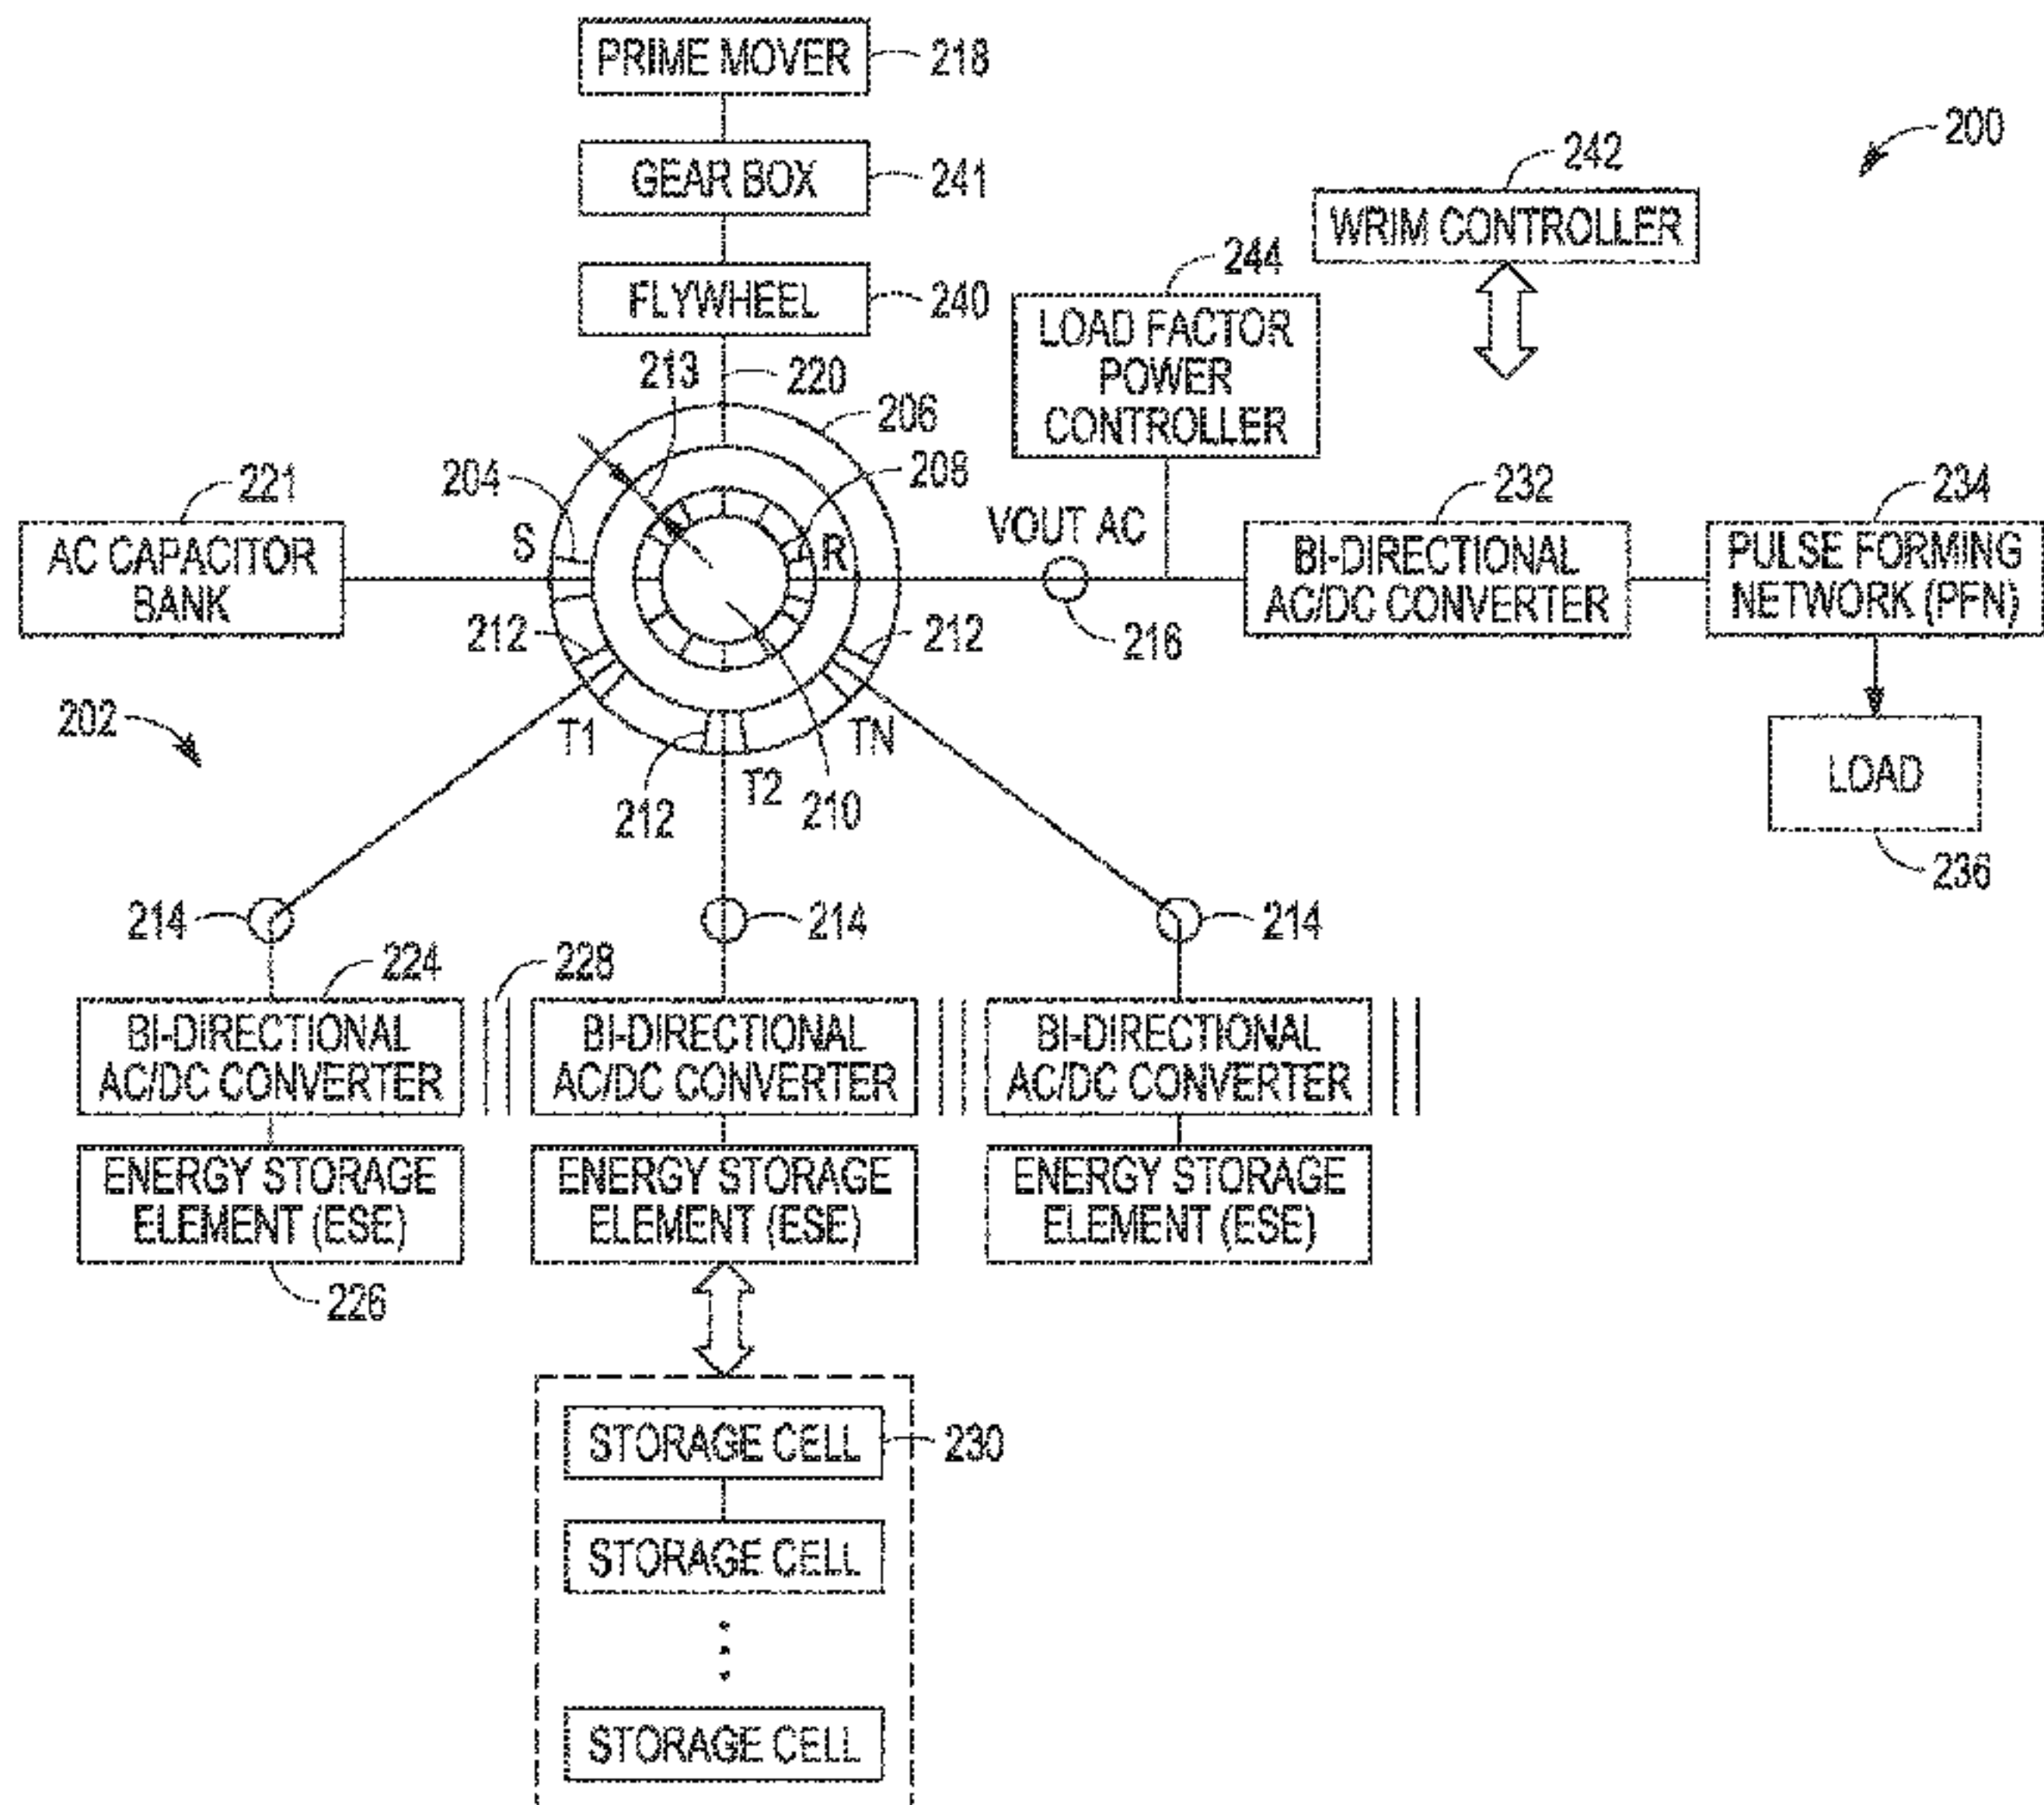 PRIME MOVER
218
GEAR BOX
241
FLYWHEEL
240
200
242
WRIM CONTROLLER
244
LOAD FACTOR
POWER
CONTROLLER
213
220
206
208
204
S
R
221
AC CAPACITOR
BANK
VOUT AC
216
232
BI-DIRECTIONAL
AC/DC CONVERTER
234
PULSE FORMING
NETWORK (PFN)
LOAD
236
202
212
212
212
T1
T2
TN
210
214
214
214
224
228
BI-DIRECTIONAL
AC/DC CONVERTER
BI-DIRECTIONAL
AC/DC CONVERTER
BI-DIRECTIONAL
AC/DC CONVERTER
ENERGY STORAGE
ELEMENT (ESE)
ENERGY STORAGE
ELEMENT (ESE)
ENERGY STORAGE
ELEMENT (ESE)
226
STORAGE CELL
230
STORAGE CELL
STORAGE CELL